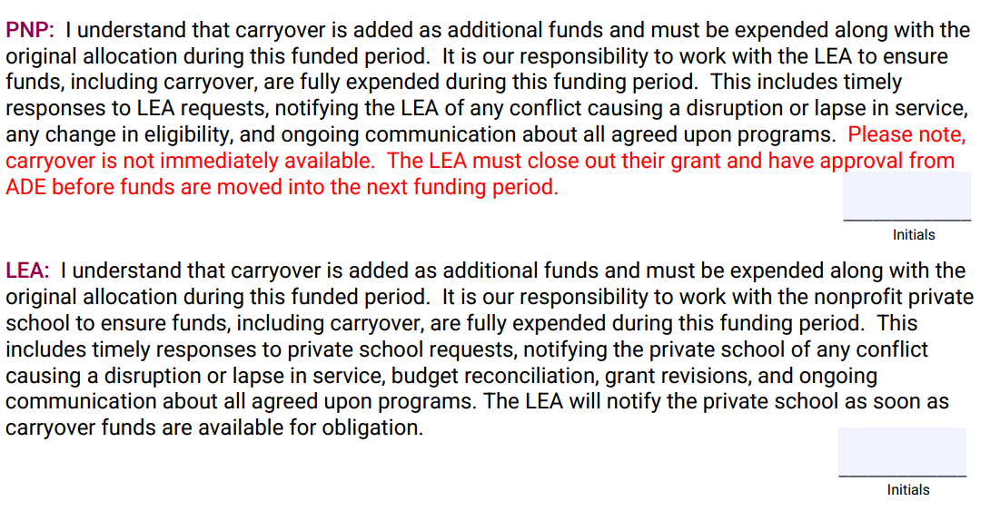 PNP: I understand that carryover is added as additional funds and must be expended along with the
original allocation during this funded period. It is our responsibility to work with the LEA to ensure
funds, including carryover, are fully expended during this funding period. This includes timely
responses to LEA requests, notifying the LEA of any conflict causing a disruption or lapse in service,
any change in eligibility, and ongoing communication about all agreed upon programs. Please note,
carryover is not immediately available. The LEA must close out their grant and have approval from
ADE before funds are moved into the next funding period.
Initials
LEA: I understand that carryover is added as additional funds and must be expended along with the
original allocation during this funded period. It is our responsibility to work with the nonprofit private
school to ensure funds, including carryover, are fully expended during this funding period. This
includes timely responses to private school requests, notifying the private school of any conflict
causing a disruption or lapse in service, budget reconciliation, grant revisions, and ongoing
communication about all agreed upon programs. The LEA will notify the private school as soon as
carryover funds are available for obligation.
Initials